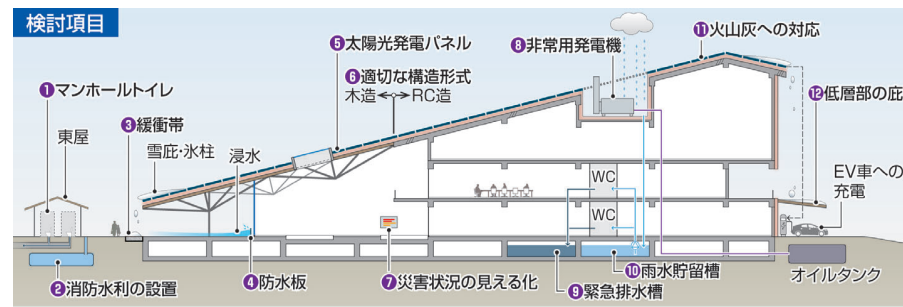 検討項目
❶マンホールトイレ
東屋
❸緩衝帯
雪庇・氷柱
浸水
❺太陽光発電パネル
❻適切な構造形式
木造↔RC造
❽非常用発電機
⓫火山灰への対応
⓬低層部の庇
EV車への
充電
WC
WC
❷消防水利の設置
❹防水板
❼災害状況の見える化
❾緊急排水槽
❿雨水貯留槽
オイルタンク